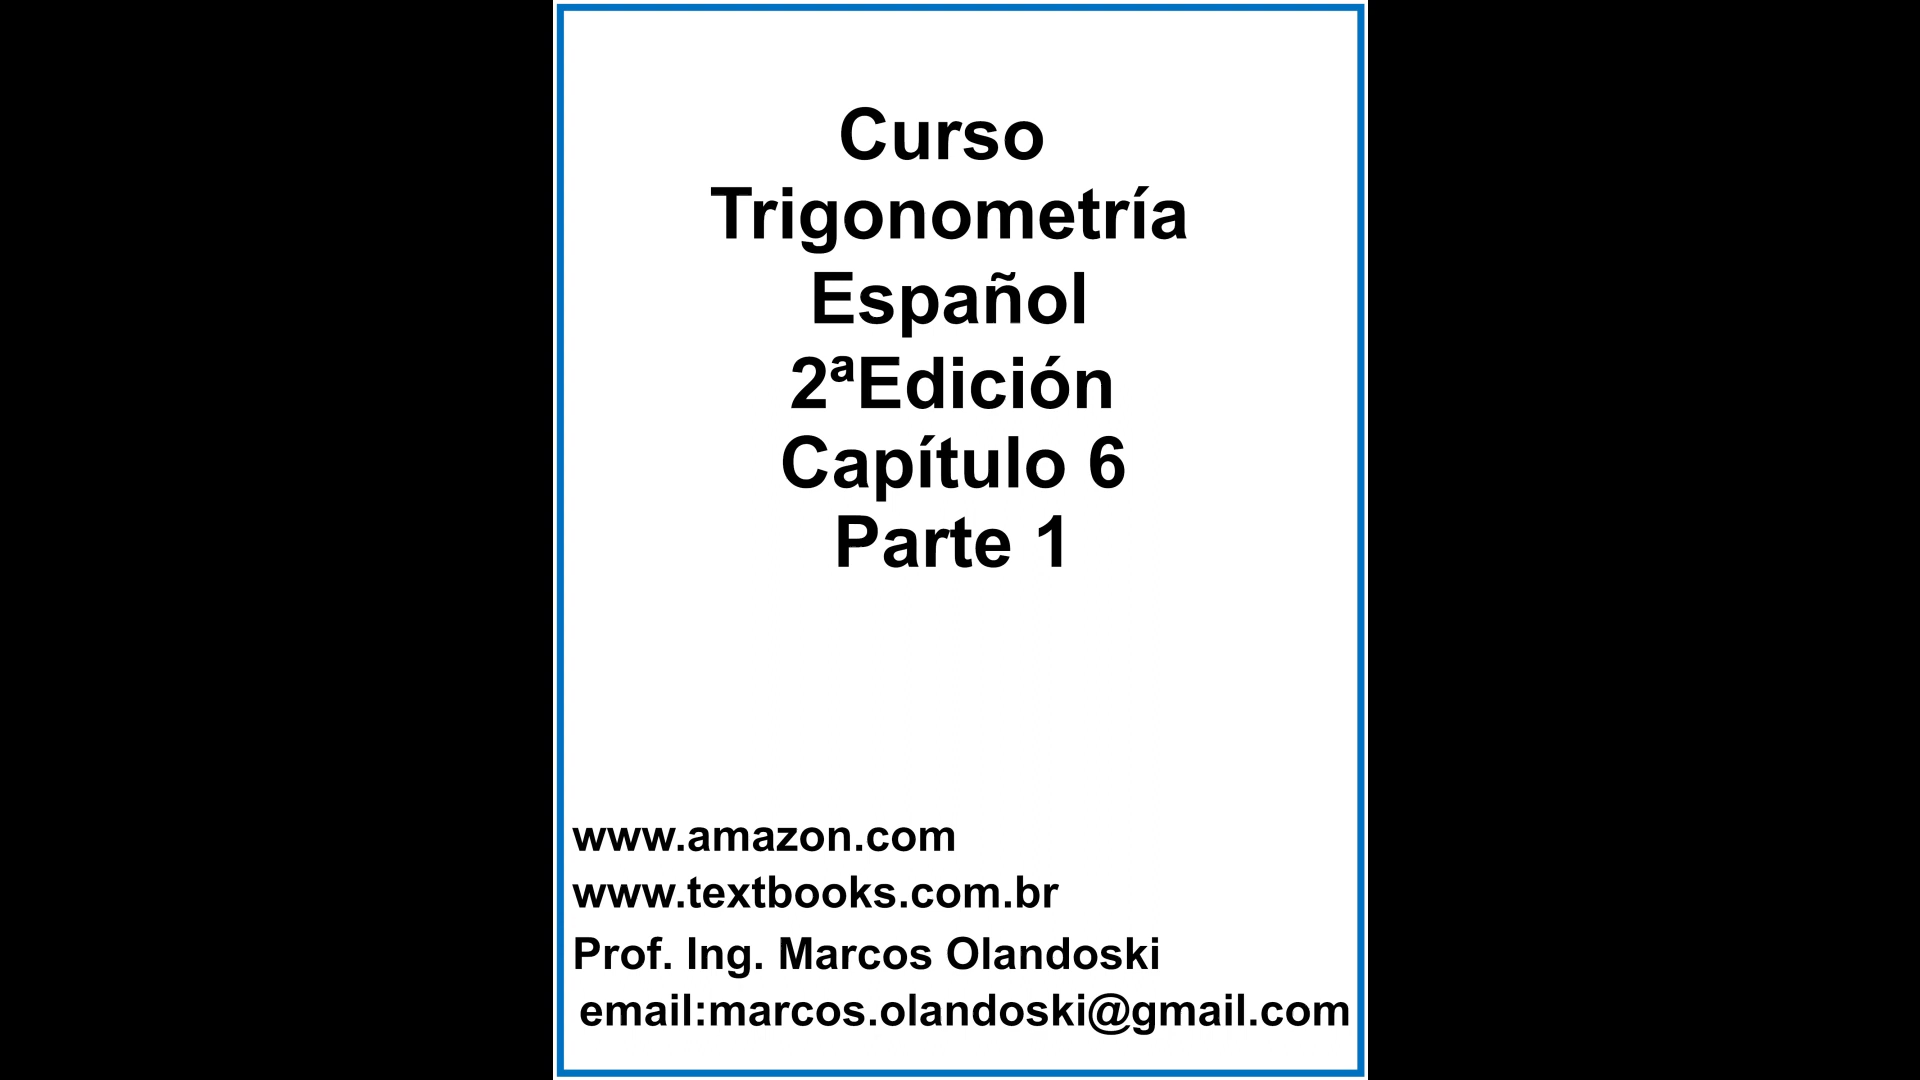 Curso
Trigonometría
Español
2ªEdición
Capítulo 6
Parte 1
www.amazon.com
www.textbooks.com.br
Prof. Ing. Marcos Olandoski
email:marcos.olandoski@gmail.com